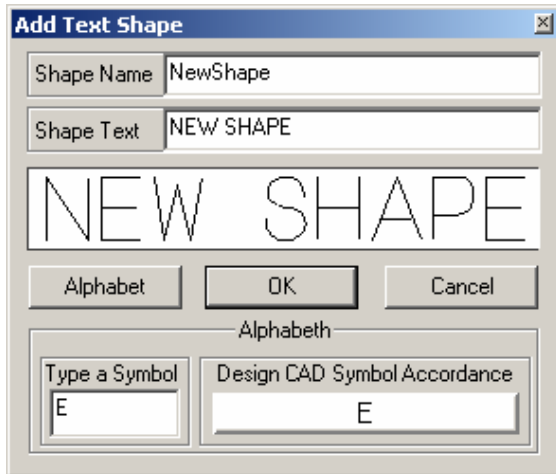 Add Text Shape
Shape Name NewShape
Shape Text NEW SHAPE
NEW SHAPE
Alphabet OK Cancel
Alphabeth
Type a Symbol Design CAD Symbol Accordance
E E